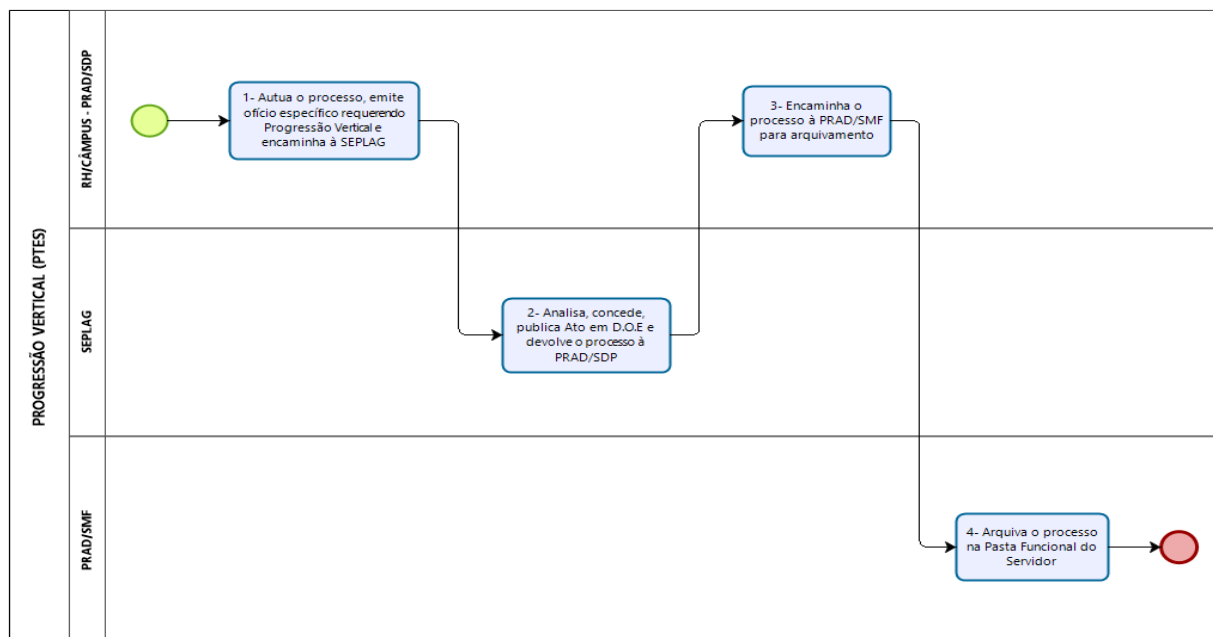 PROGRESSÃO VERTICAL (PTES)
RH/CÂMPUS - PRAD/SDP
1- Autua o processo, emite
ofício específico requerendo
Progressão Vertical e
encaminha à SEPLAG
3- Encaminha o
processo à PRAD/SMF
para arquivamento
SEPLAG
2- Analisa, concede,
publica Ato em D.O.E e
devolve o processo à
PRAD/SDP
PRAD/SMF
4- Arquiva o processo
na Pasta Funcional do
Servidor